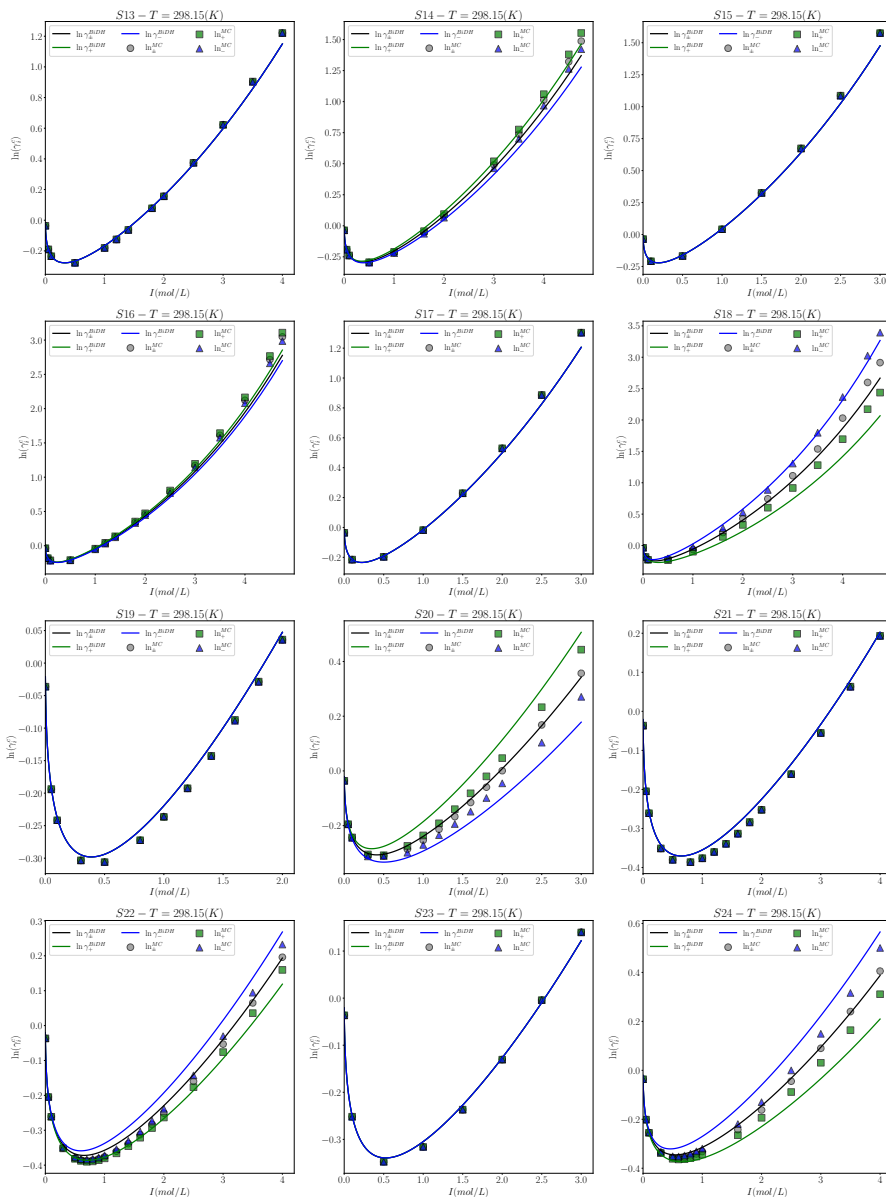 S13 − T = 298.15(K)
ln γ±^BiDH ln γ−^BiDH ln+^MC
ln γ+^BiDH ln±^MC ln−^MC
1.2
1.0
0.8
0.6
0.4
0.2
0.0
−0.2
ln(γi^c)
0 1 2 3 4
I(mol/L)
S14 − T = 298.15(K)
ln γ±^BiDH ln γ−^BiDH ln+^MC
ln γ+^BiDH ln±^MC ln−^MC
1.50
1.25
1.00
0.75
0.50
0.25
0.00
−0.25
ln(γi^c)
0 1 2 3 4
I(mol/L)
S15 − T = 298.15(K)
ln γ±^BiDH ln γ−^BiDH ln+^MC
ln γ+^BiDH ln±^MC ln−^MC
1.50
1.25
1.00
0.75
0.50
0.25
0.00
−0.25
ln(γi^c)
0.0 0.5 1.0 1.5 2.0 2.5 3.0
I(mol/L)
S16 − T = 298.15(K)
ln γ±^BiDH ln γ−^BiDH ln+^MC
ln γ+^BiDH ln±^MC ln−^MC
3.0
2.5
2.0
1.5
1.0
0.5
0.0
ln(γi^c)
0 1 2 3 4
I(mol/L)
S17 − T = 298.15(K)
ln γ±^BiDH ln γ−^BiDH ln+^MC
ln γ+^BiDH ln±^MC ln−^MC
1.2
1.0
0.8
0.6
0.4
0.2
0.0
−0.2
ln(γi^c)
0.0 0.5 1.0 1.5 2.0 2.5 3.0
I(mol/L)
S18 − T = 298.15(K)
ln γ±^BiDH ln γ−^BiDH ln+^MC
ln γ+^BiDH ln±^MC ln−^MC
3.5
3.0
2.5
2.0
1.5
1.0
0.5
0.0
ln(γi^c)
0 1 2 3 4
I(mol/L)
S19 − T = 298.15(K)
ln γ±^BiDH ln γ−^BiDH ln+^MC
ln γ+^BiDH ln±^MC ln−^MC
0.05
0.00
−0.05
−0.10
−0.15
−0.20
−0.25
−0.30
ln(γi^c)
0.0 0.5 1.0 1.5 2.0
I(mol/L)
S20 − T = 298.15(K)
ln γ±^BiDH ln γ−^BiDH ln+^MC
ln γ+^BiDH ln±^MC ln−^MC
0.4
0.2
0.0
−0.2
ln(γi^c)
0.0 0.5 1.0 1.5 2.0 2.5 3.0
I(mol/L)
S21 − T = 298.15(K)
ln γ±^BiDH ln γ−^BiDH ln+^MC
ln γ+^BiDH ln±^MC ln−^MC
0.2
0.1
0.0
−0.1
−0.2
−0.3
−0.4
ln(γi^c)
0 1 2 3 4
I(mol/L)
S22 − T = 298.15(K)
ln γ±^BiDH ln γ−^BiDH ln+^MC
ln γ+^BiDH ln±^MC ln−^MC
0.3
0.2
0.1
0.0
−0.1
−0.2
−0.3
−0.4
ln(γi^c)
0 1 2 3 4
I(mol/L)
S23 − T = 298.15(K)
ln γ±^BiDH ln γ−^BiDH ln+^MC
ln γ+^BiDH ln±^MC ln−^MC
0.1
0.0
−0.1
−0.2
−0.3
ln(γi^c)
0.0 0.5 1.0 1.5 2.0 2.5 3.0
I(mol/L)
S24 − T = 298.15(K)
ln γ±^BiDH ln γ−^BiDH ln+^MC
ln γ+^BiDH ln±^MC ln−^MC
0.6
0.4
0.2
0.0
−0.2
−0.4
ln(γi^c)
0 1 2 3 4
I(mol/L)